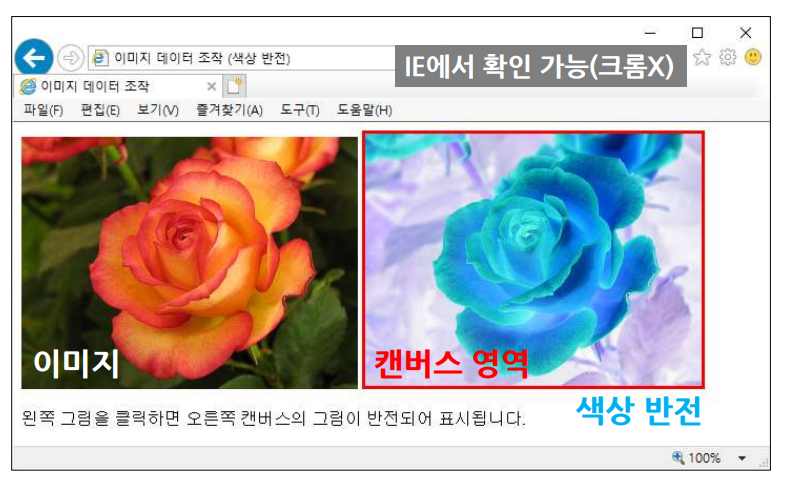 이미지 데이터 조작 (색상 반전)
IE에서 확인 가능(크롬X)
이미지 데이터 조작
파일(F) 편집(E) 보기(V) 즐겨찾기(A) 도구(T) 도움말(H)
이미지
캔버스 영역
왼쪽 그림을 클릭하면 오른쪽 캔버스의 그림이 반전되어 표시됩니다.
색상 반전
100%